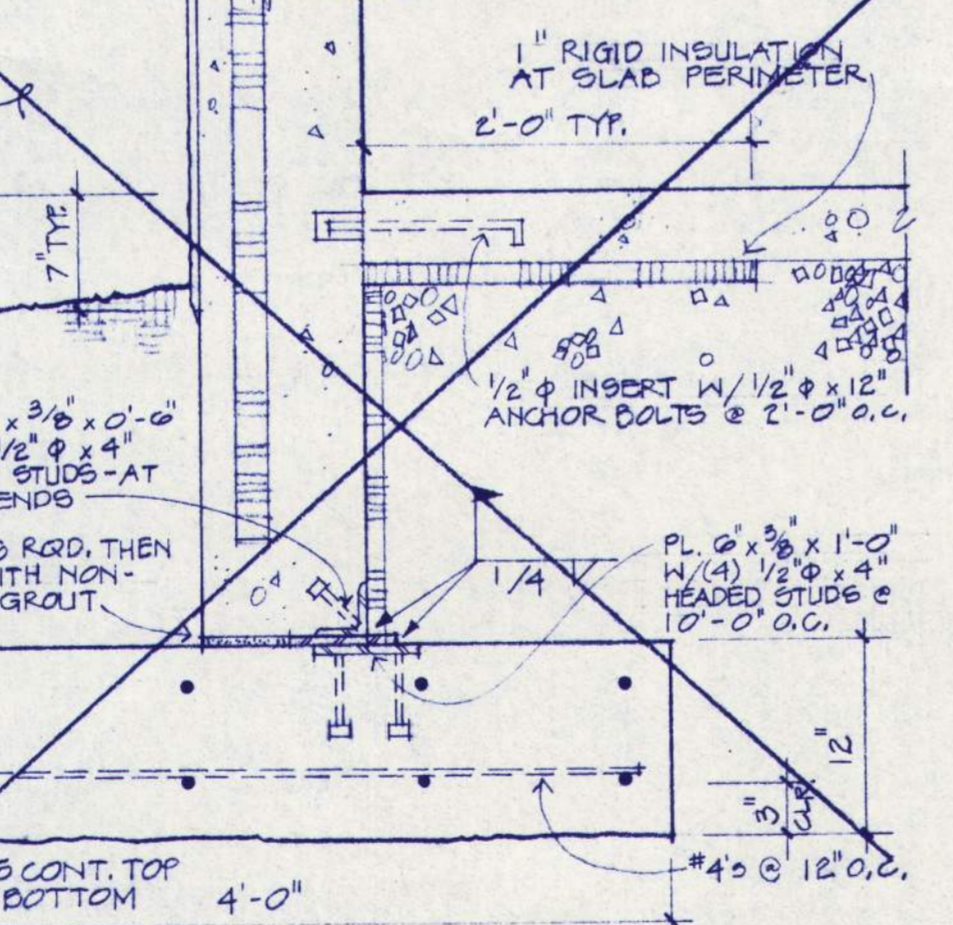 1" RIGID INSULATION
AT SLAB PERIMETER
2'-0" TYP.
7" TYP.
1/2" Φ INSERT W/ 1/2" Φ x 12"
ANCHOR BOLTS @ 2'-0" O.C.
x 3/8" x 0'-6"
1/2" Φ x 4"
STUDS - AT
ENDS
RQD. THEN
WITH NON-
GROUT
1/4
PL. 6" x 3/8" x 1'-0"
W/(4) 1/2" Φ x 4"
HEADED STUDS @
10'-0" O.C.
12"
3" CLR
#4's @ 12" O.C.
5 CONT. TOP
BOTTOM
4'-0"